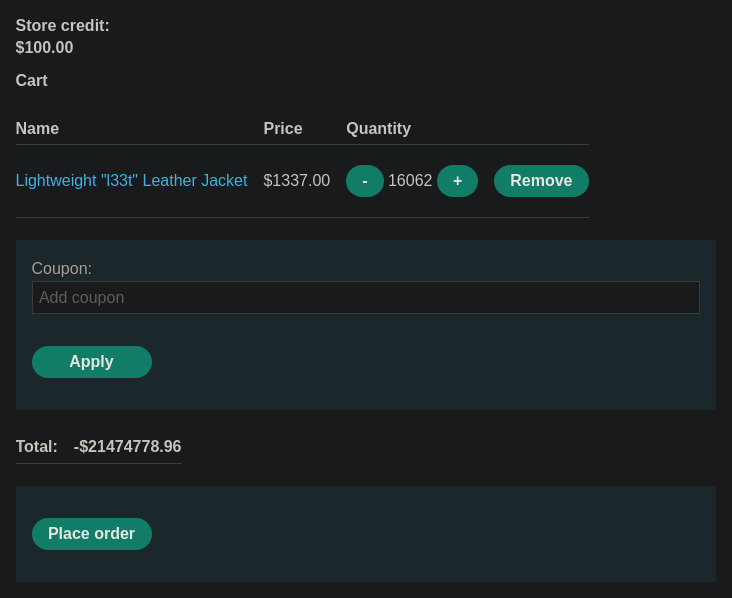 Store credit:
$100.00
Cart
Name Price Quantity
Lightweight "l33t" Leather Jacket $1337.00 - 16062 + Remove
Coupon:
Add coupon
Apply
Total: -$21474778.96
Place order